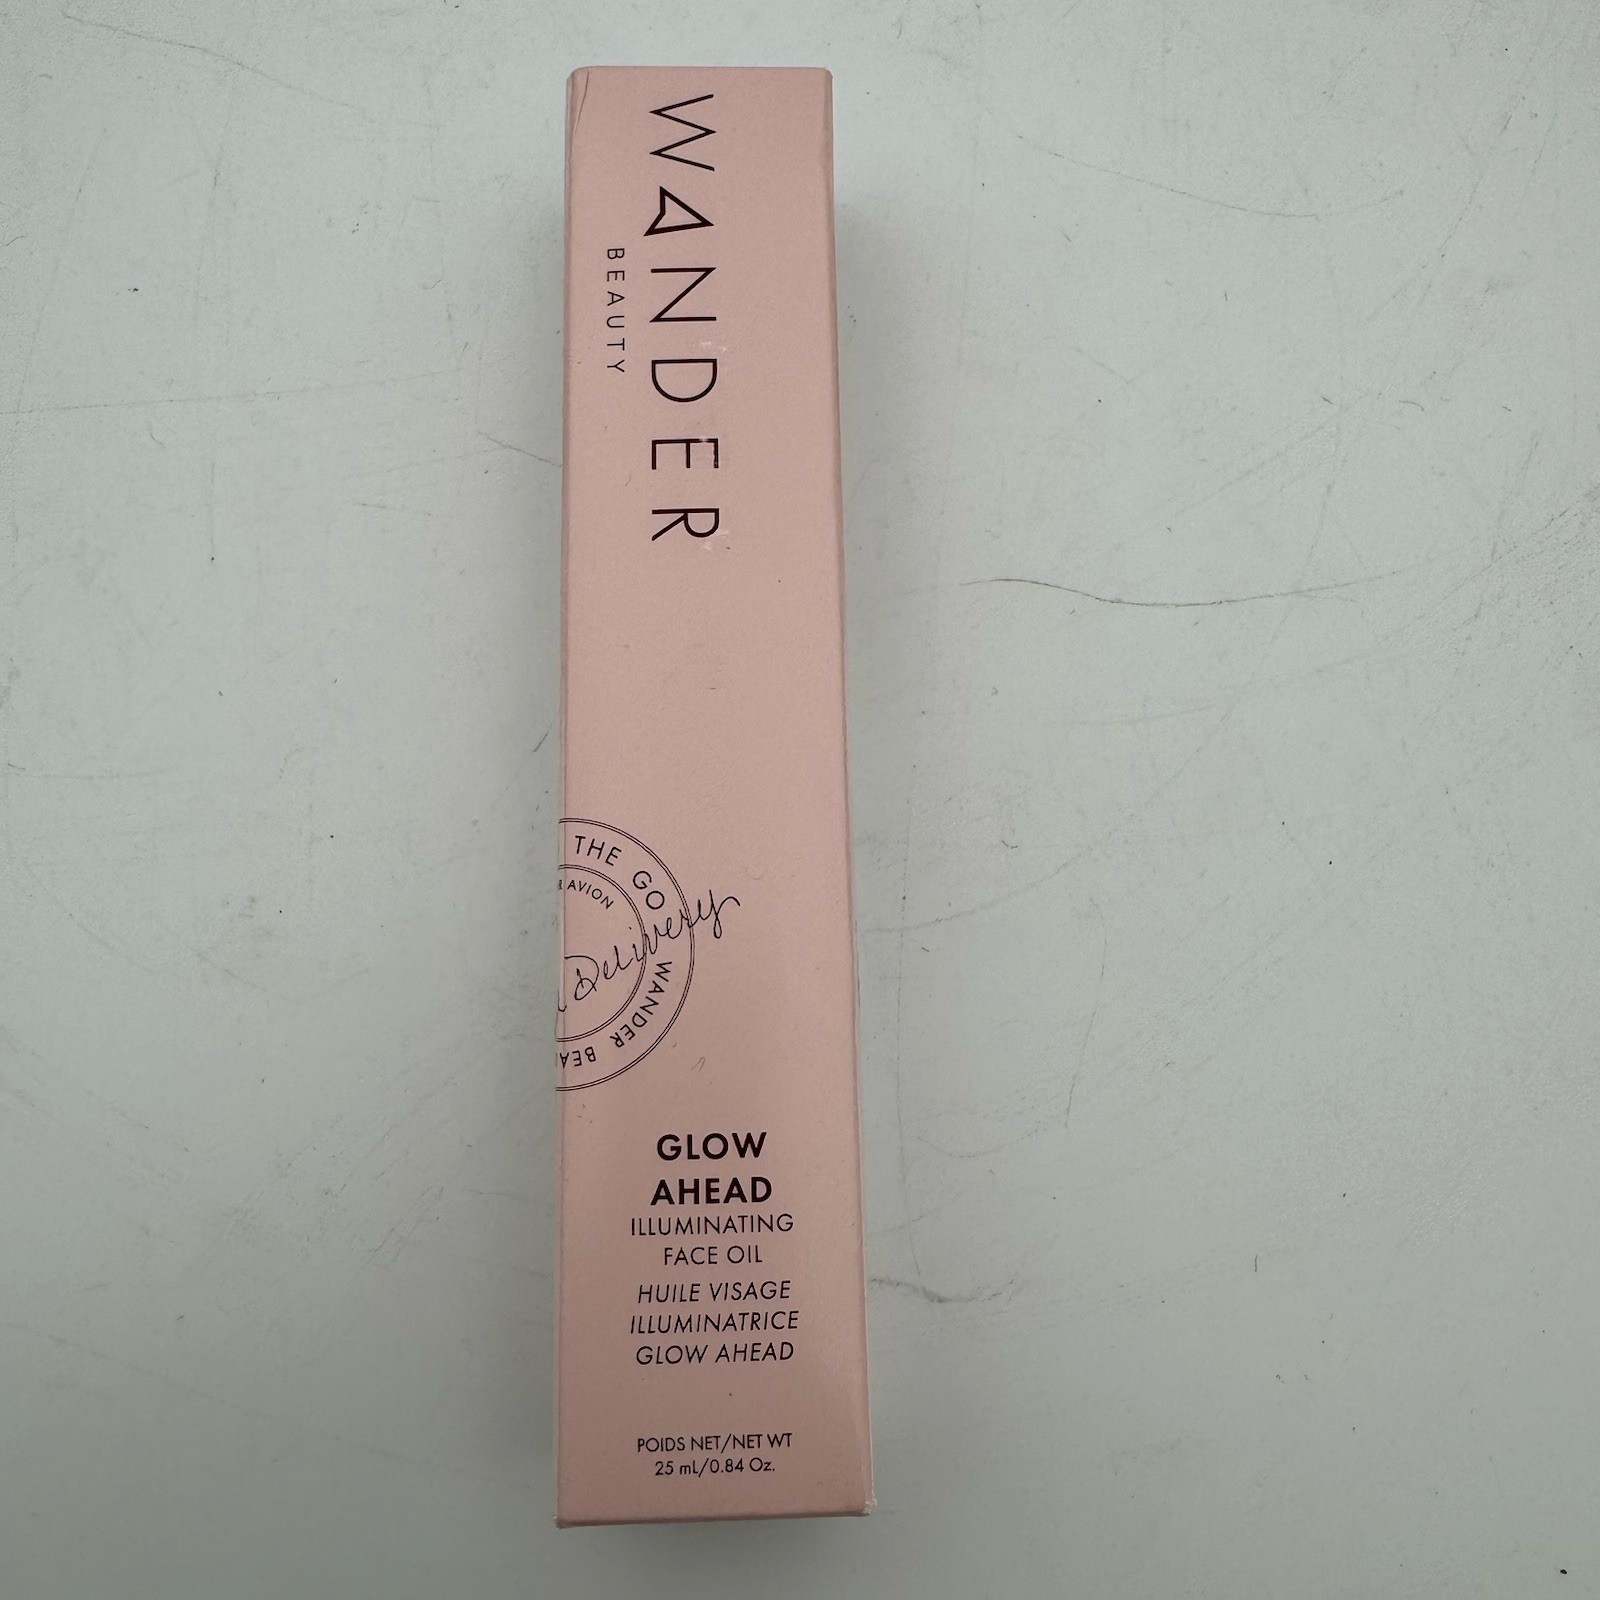 WANDER
BEAUTY
THE GO
AVION
Delivery
WANDER
GLOW
AHEAD
ILLUMINATING
FACE OIL
HUILE VISAGE
ILLUMINATRICE
GLOW AHEAD
POIDS NET/NET WT
25 mL/0.84 Oz.